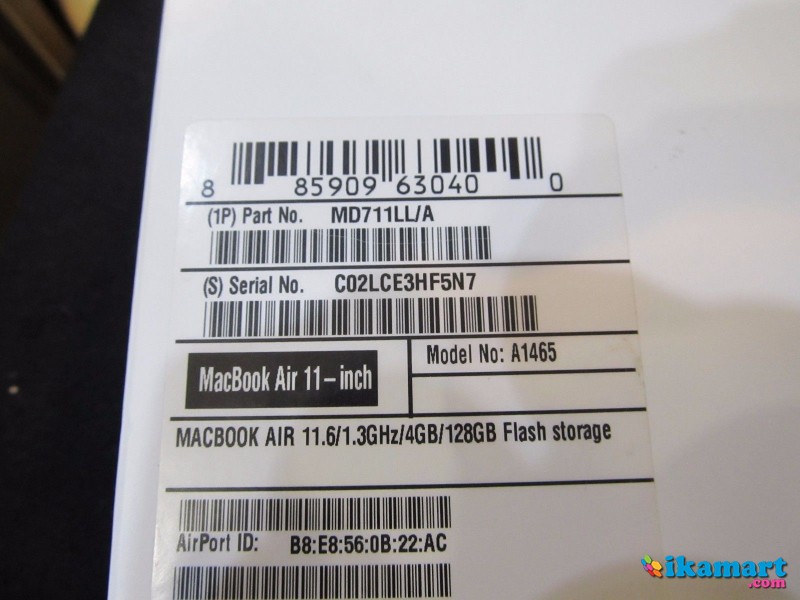 8 85909 63040 0
(1P) Part No. MD711LL/A
(S) Serial No. C02LCE3HF5N7
MacBook Air 11-inch
Model No: A1465
MACBOOK AIR 11.6/1.3GHz/4GB/128GB Flash storage
AirPort ID: B8:E8:56:0B:22:AC
ikamart
.com